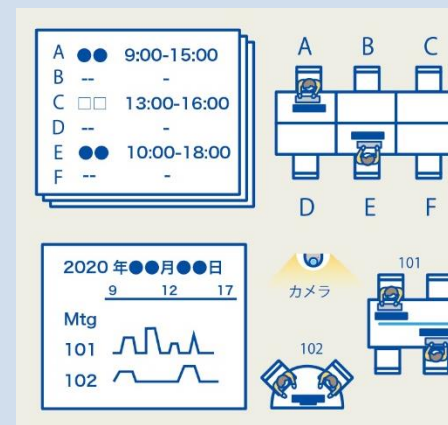 A ●● 9:00-15:00
B -- -
C □□ 13:00-16:00
D -- -
E ●● 10:00-18:00
F -- -
A B C
D E F
2020 年●●月●●日
9 12 17
Mtg
101
102
カメラ
101
102